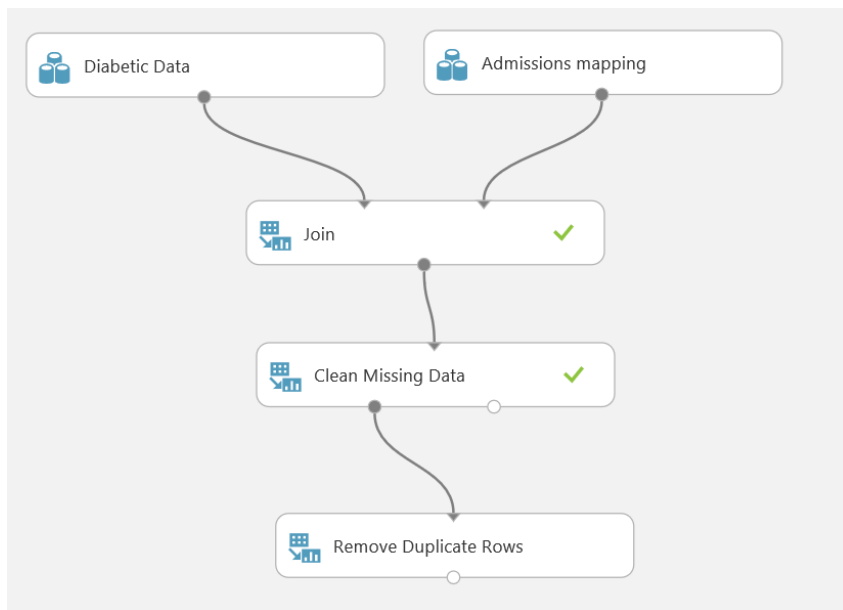 Diabetic Data
Admissions mapping
Join
Clean Missing Data
Remove Duplicate Rows